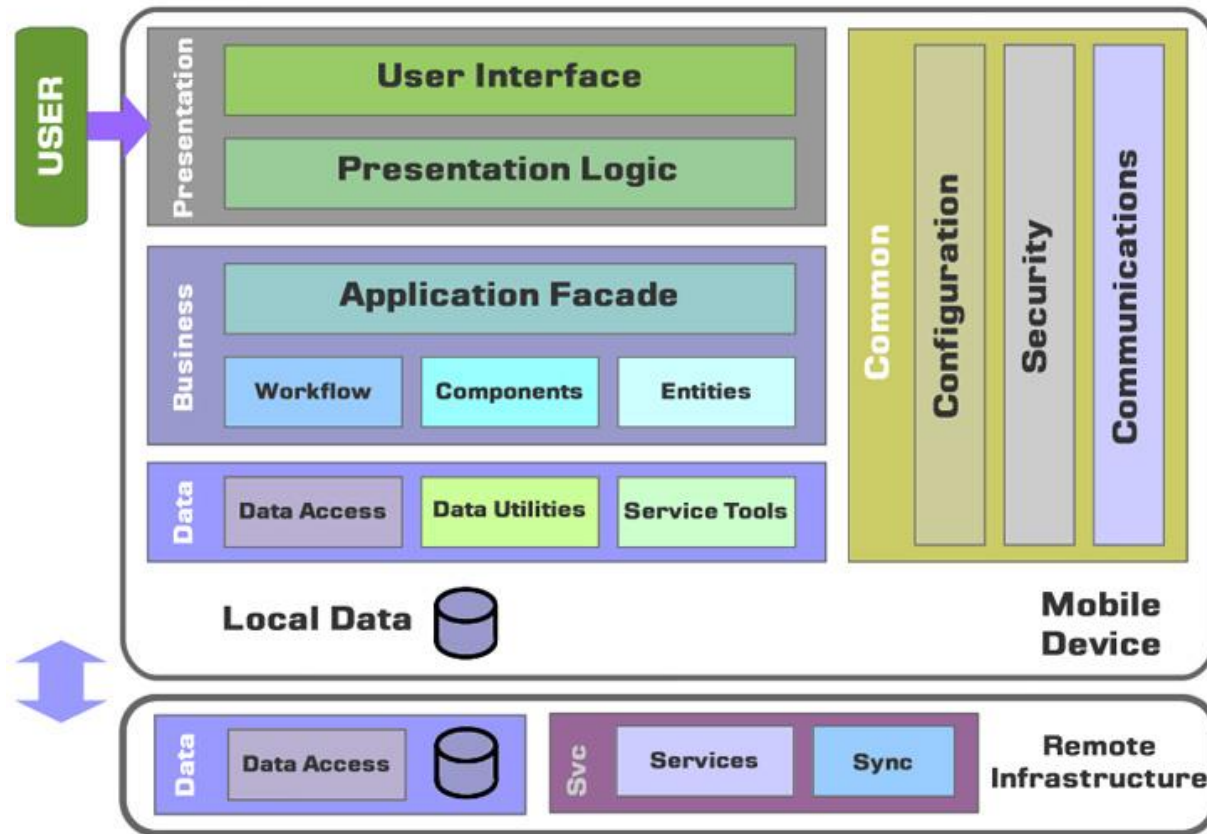 USER
Presentation
User Interface
Presentation Logic
Business
Application Facade
Workflow
Components
Entities
Data
Data Access
Data Utilities
Service Tools
Common
Configuration
Security
Communications
Local Data
Mobile
Device
Data
Data Access
Svc
Services
Sync
Remote
Infrastructure